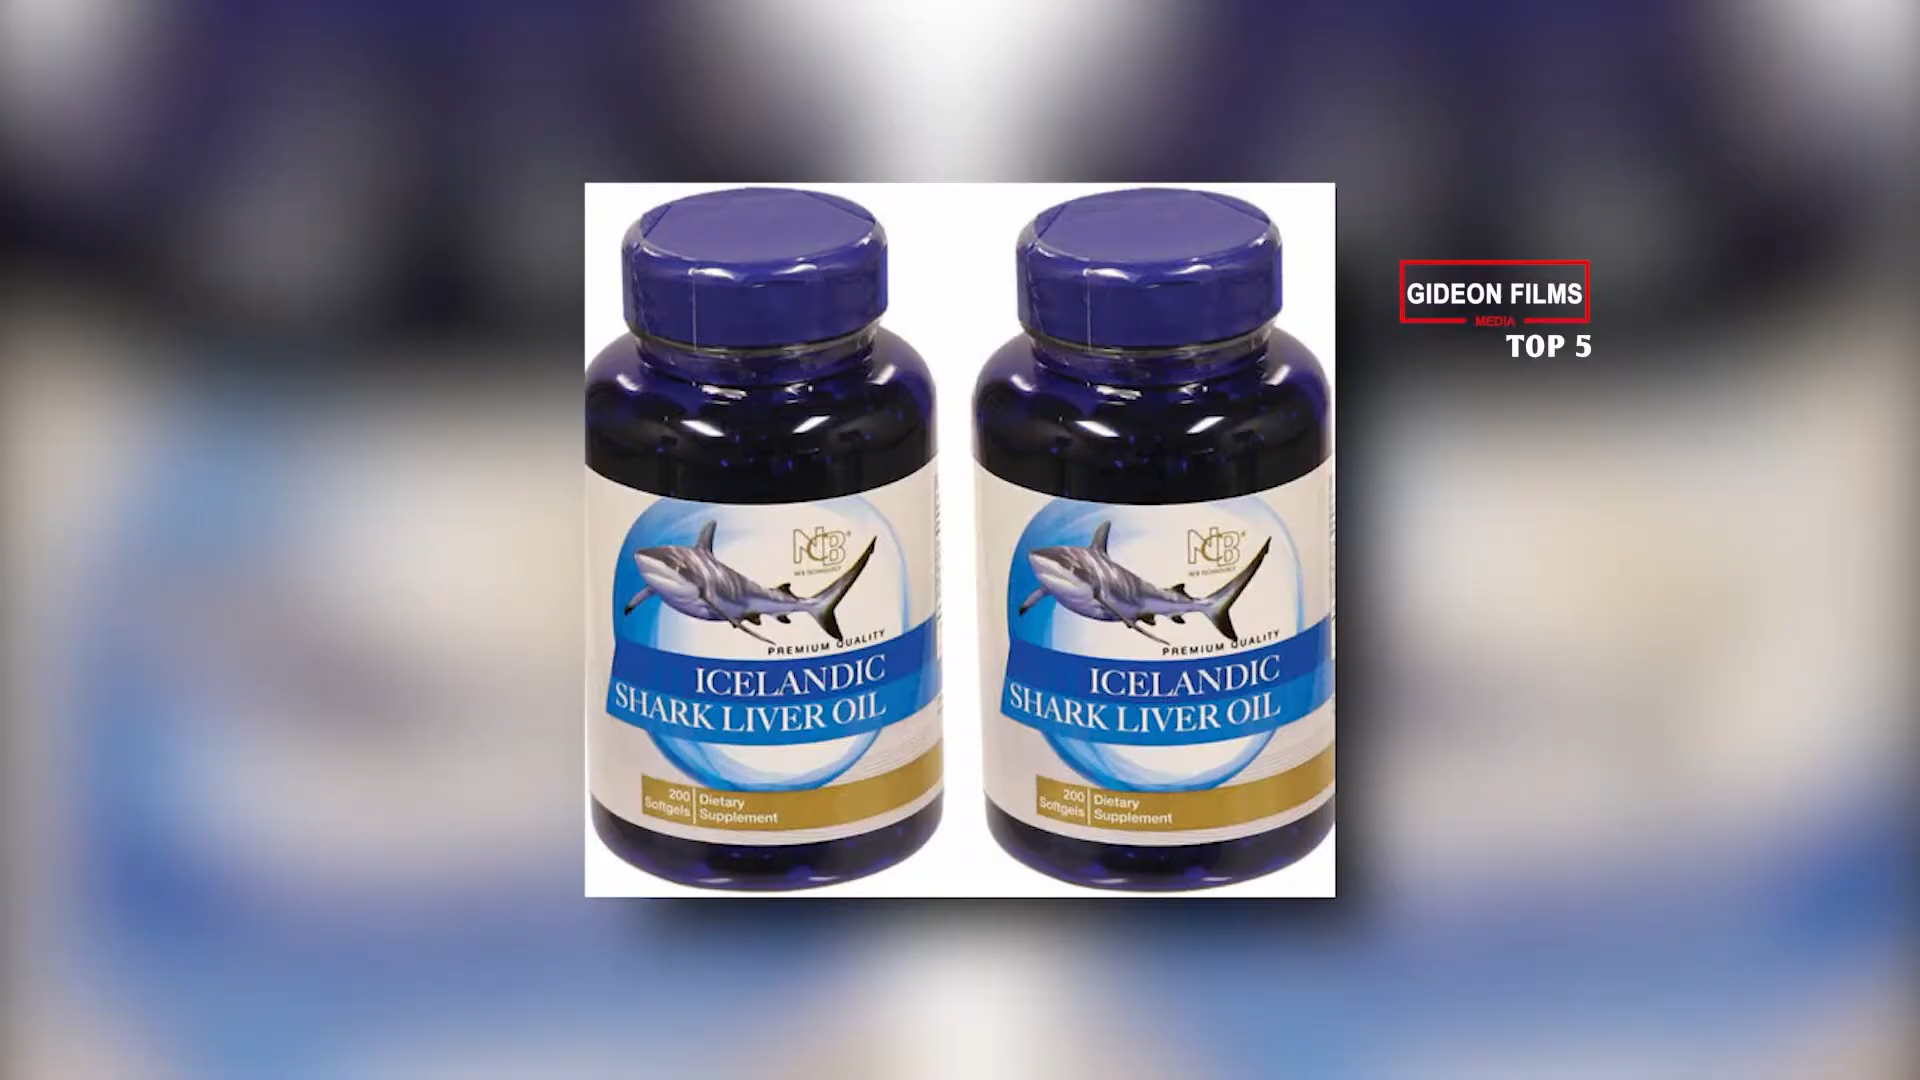 GIDEON FILMS
MEDIA
TOP 5
NCB
PREMIUM QUALITY
ICELANDIC
SHARK LIVER OIL
200
Softgels
Dietary
Supplement
NCB
PREMIUM QUALITY
ICELANDIC
SHARK LIVER OIL
200
Softgels
Dietary
Supplement